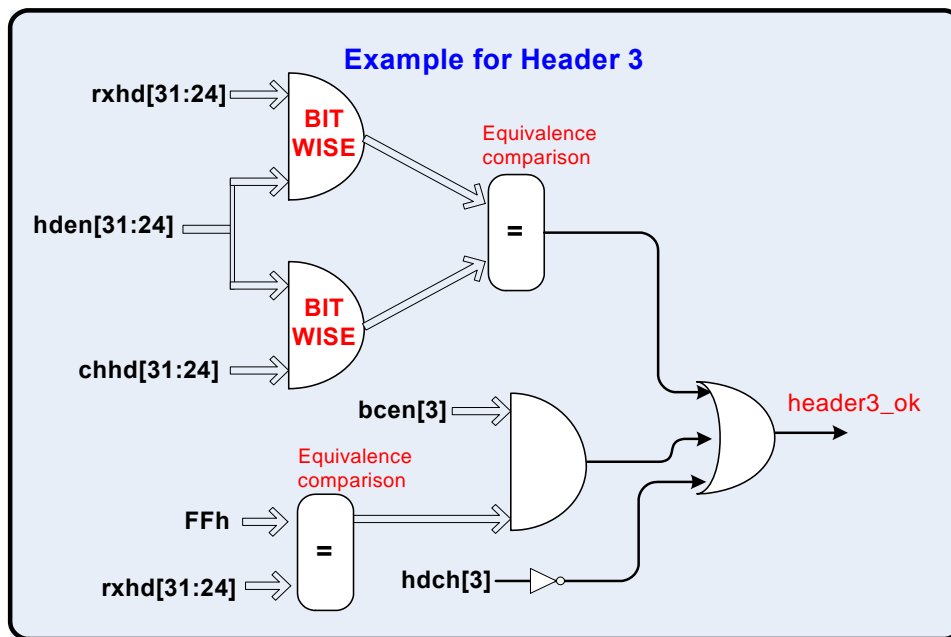 Example for Header 3
rxhd[31:24]
BIT
WISE
Equivalence
comparison
hden[31:24]
=
BIT
WISE
chhd[31:24]
bcen[3]
header3_ok
Equivalence
comparison
FFh
=
rxhd[31:24]
hdch[3]